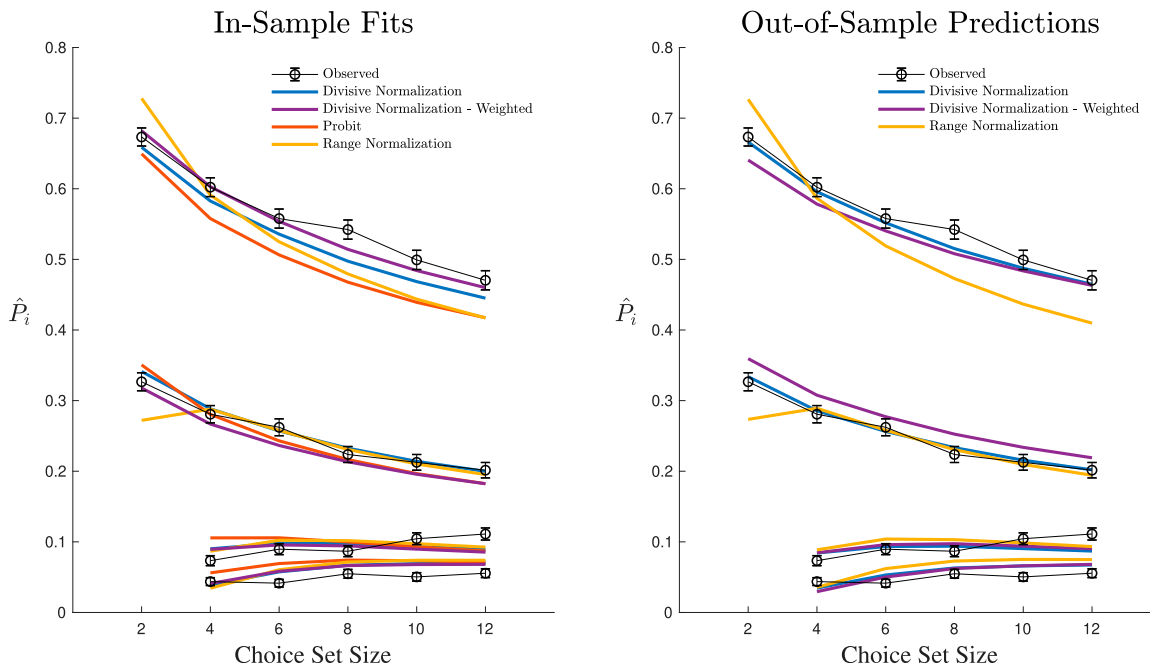 In-Sample Fits
0.8
0.7
0.6
0.5
0.4
0.3
0.2
0.1
0
P̂i
Observed
Divisive Normalization
Divisive Normalization - Weighted
Probit
Range Normalization
2 4 6 8 10 12
Choice Set Size
Out-of-Sample Predictions
0.8
0.7
0.6
0.5
0.4
0.3
0.2
0.1
0
P̂i
Observed
Divisive Normalization
Divisive Normalization - Weighted
Range Normalization
2 4 6 8 10 12
Choice Set Size